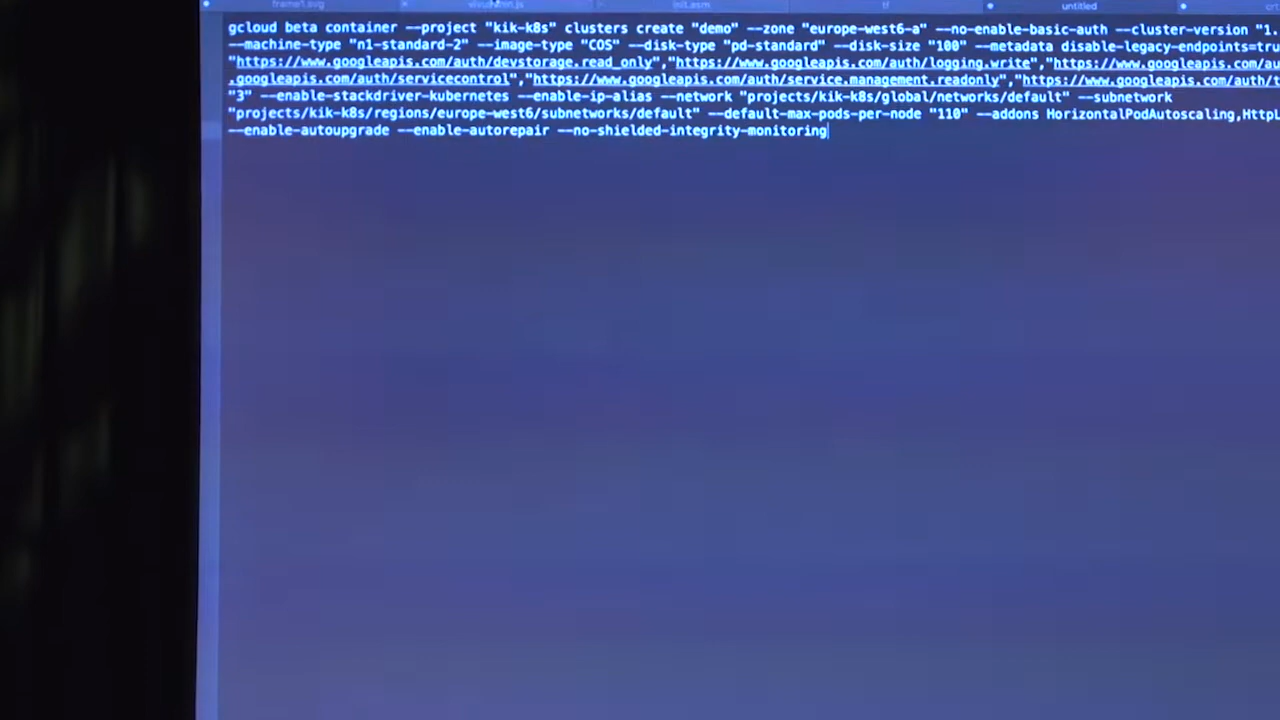 frame1.svg init.asm tf untitled
gcloud beta container --project "kik-k8s" clusters create "demo" --zone "europe-west6-a" --no-enable-basic-auth --cluster-version "1.
--machine-type "n1-standard-2" --image-type "COS" --disk-type "pd-standard" --disk-size "100" --metadata disable-legacy-endpoints=tru
"https://www.googleapis.com/auth/devstorage.read_only","https://www.googleapis.com/auth/logging.write","https://www.googleapis.com/au
.googleapis.com/auth/servicecontrol","https://www.googleapis.com/auth/service.management.readonly","https://www.googleapis.com/auth/t
"3" --enable-stackdriver-kubernetes --enable-ip-alias --network "projects/kik-k8s/global/networks/default" --subnetwork
"projects/kik-k8s/regions/europe-west6/subnetworks/default" --default-max-pods-per-node "110" --addons HorizontalPodAutoscaling,HttpL
--enable-autoupgrade --enable-autorepair --no-shielded-integrity-monitoring